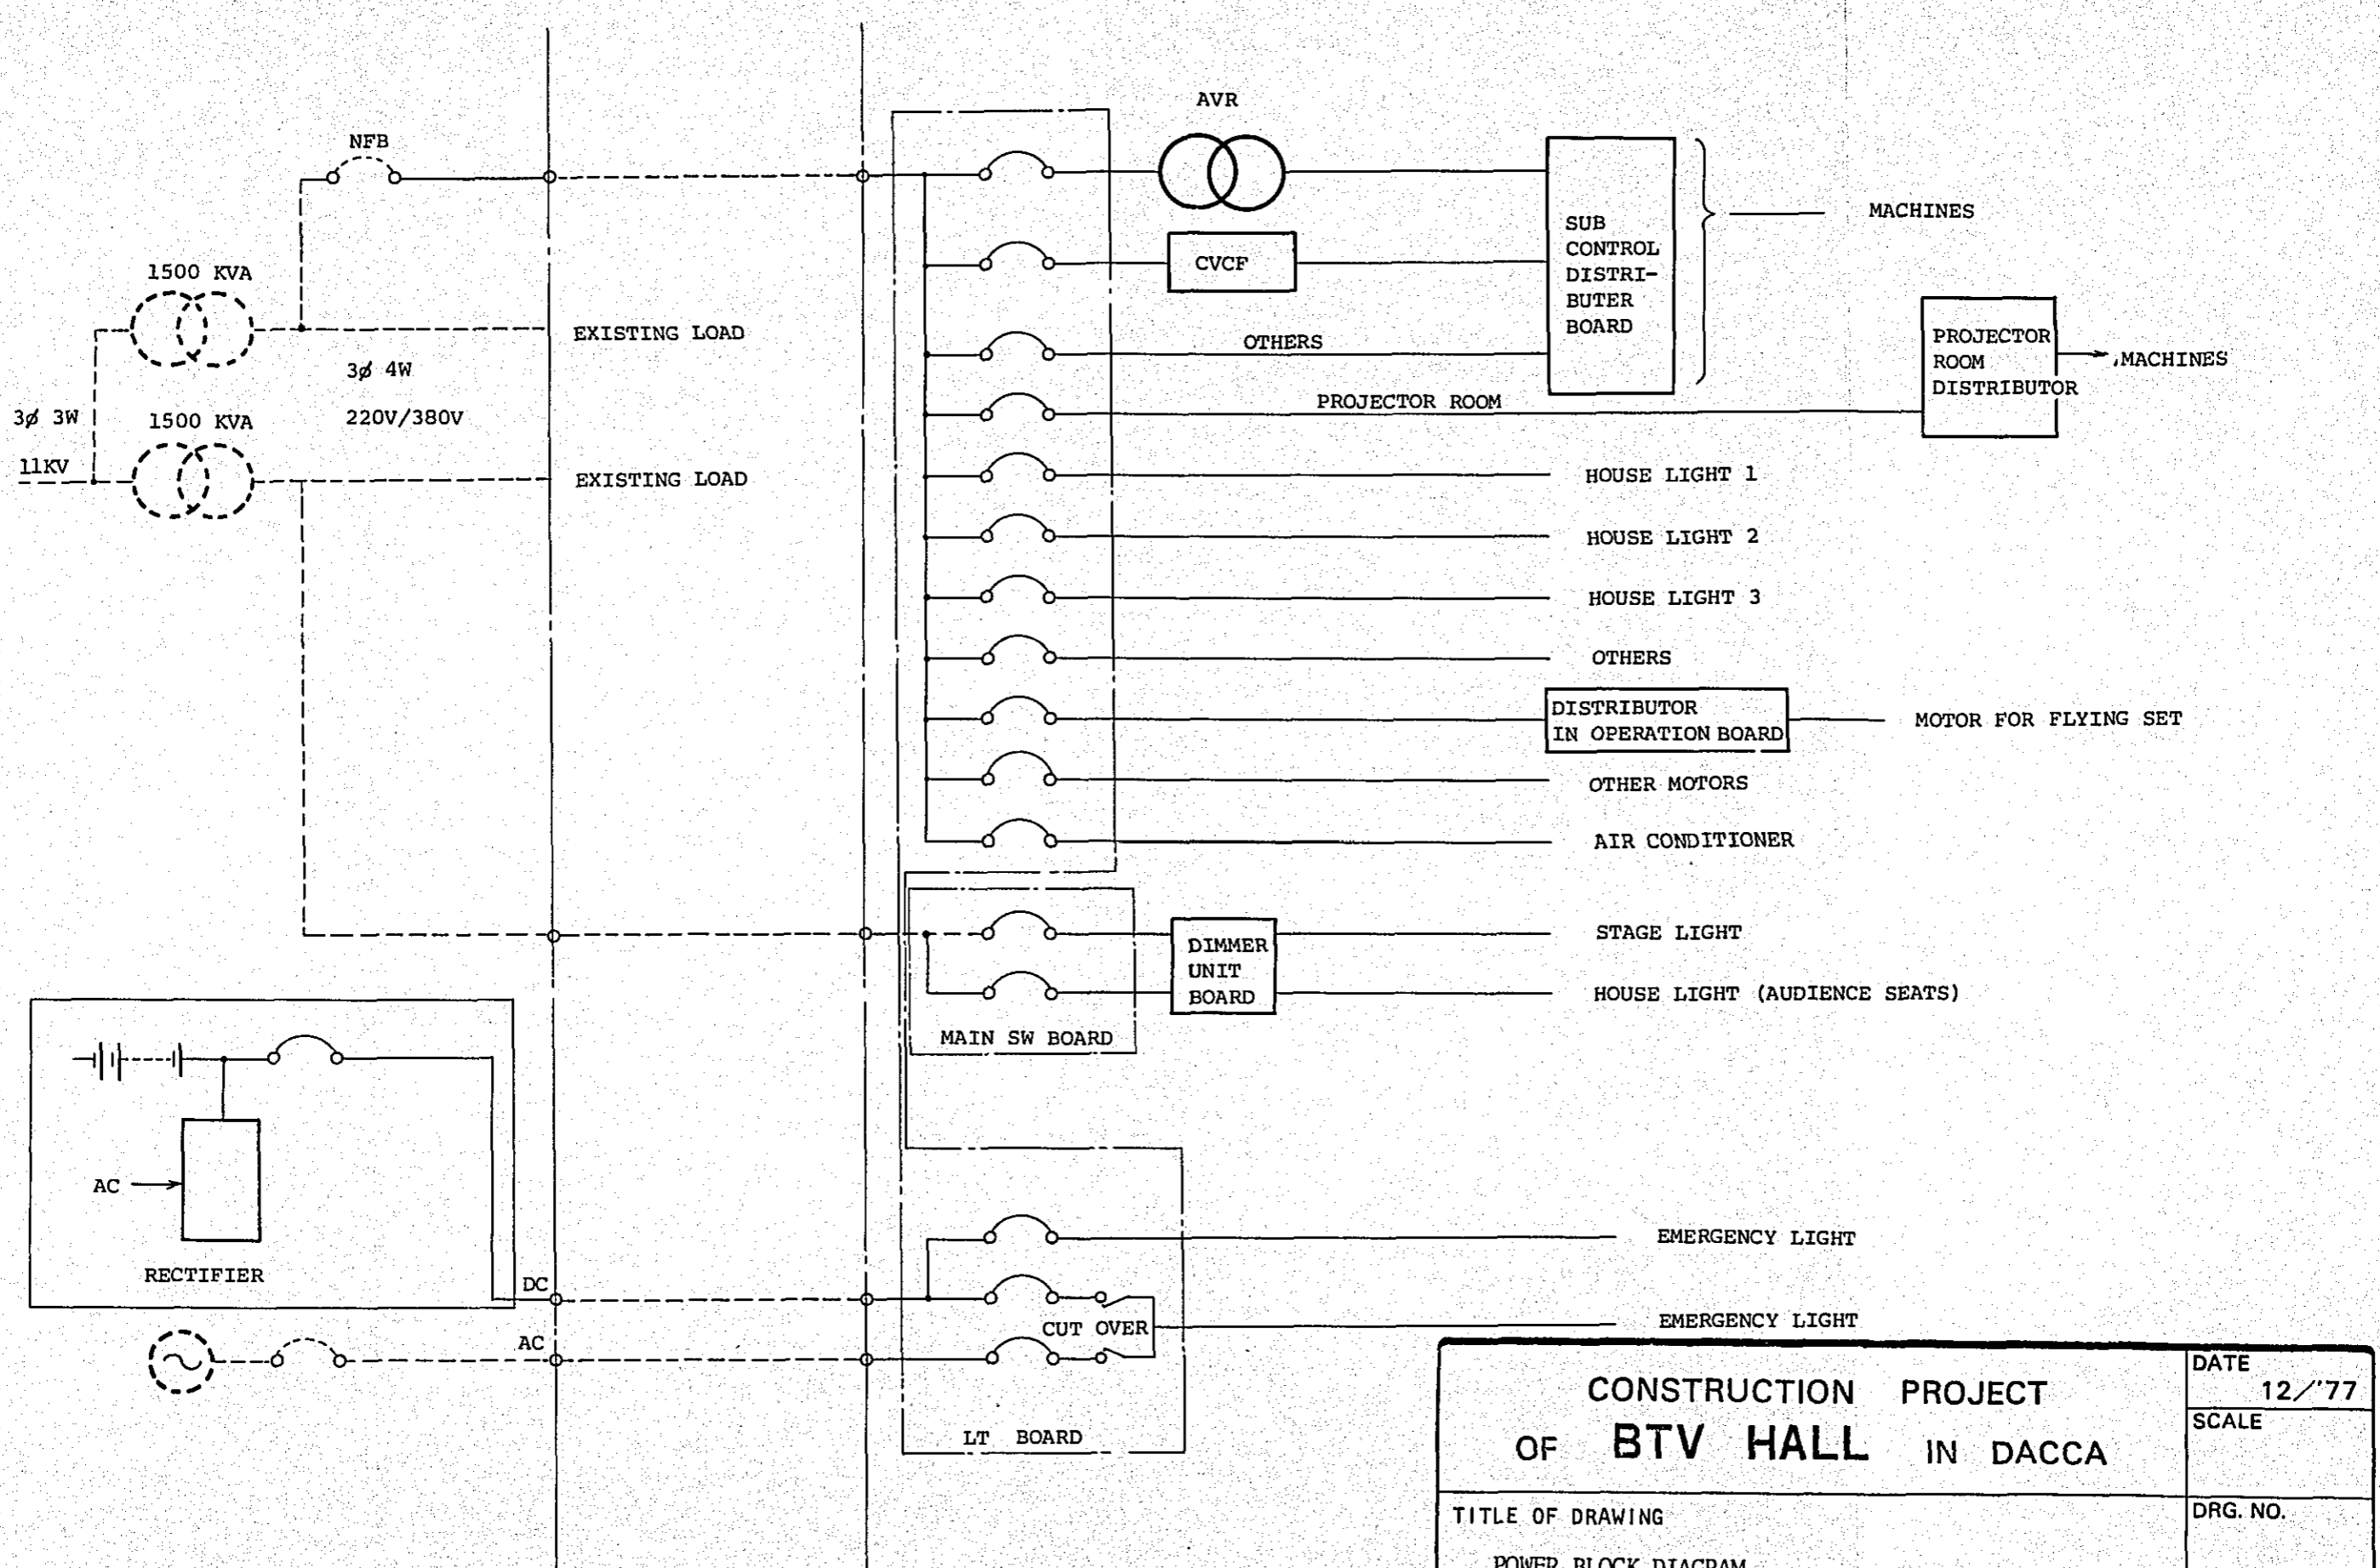 AVR
NFB
SUB
CONTROL
DISTRI-
BUTER
BOARD
MACHINES
CVCF
1500 KVA
EXISTING LOAD
OTHERS
PROJECTOR
ROOM
DISTRIBUTOR
MACHINES
3ø 4W
220V/380V
PROJECTOR ROOM
3ø 3W
11KV
1500 KVA
EXISTING LOAD
HOUSE LIGHT 1
HOUSE LIGHT 2
HOUSE LIGHT 3
OTHERS
DISTRIBUTOR
IN OPERATION BOARD
MOTOR FOR FLYING SET
OTHER MOTORS
AIR CONDITIONER
DIMMER
UNIT
BOARD
STAGE LIGHT
HOUSE LIGHT (AUDIENCE SEATS)
MAIN SW BOARD
AC
RECTIFIER
DC
AC
EMERGENCY LIGHT
CUT OVER
EMERGENCY LIGHT
LT BOARD
CONSTRUCTION PROJECT
OF BTV HALL IN DACCA
DATE
12/'77
SCALE
TITLE OF DRAWING
POWER BLOCK DIAGRAM
DRG. NO.